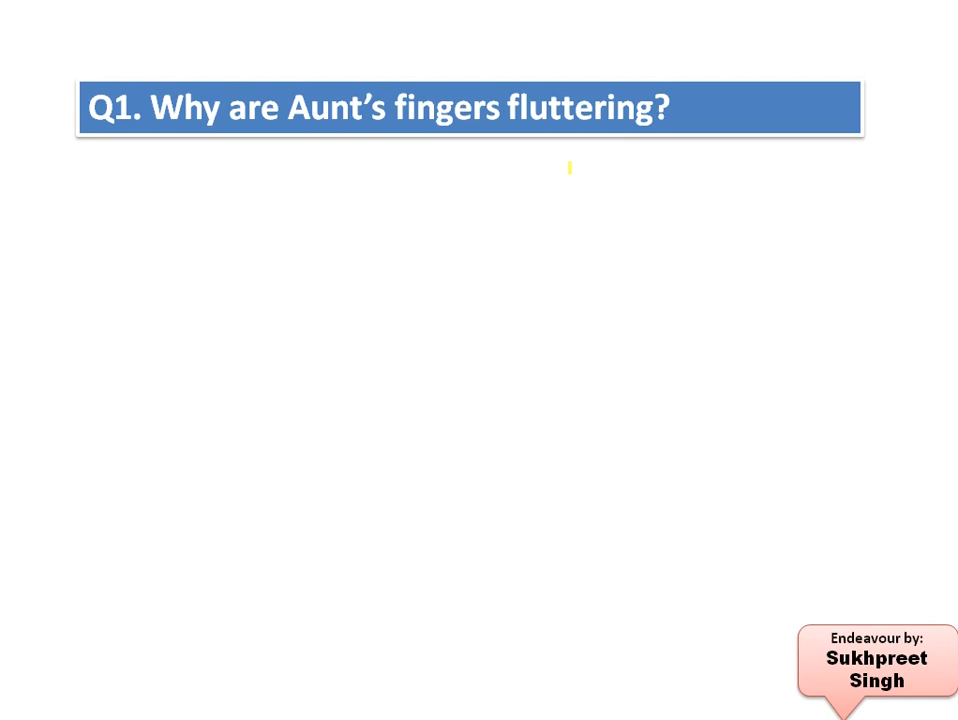 Q1. Why are Aunt’s fingers fluttering?
Endeavour by:
Sukhpreet
Singh